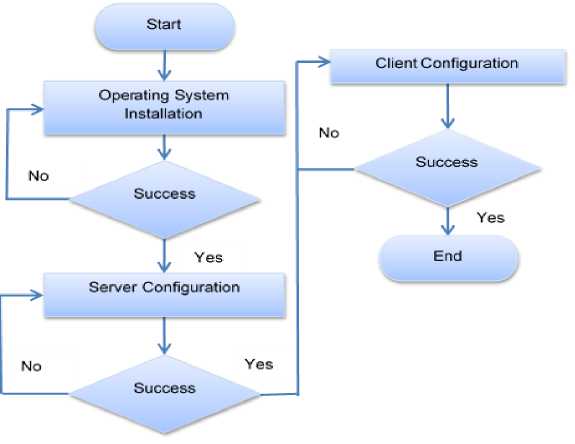 Start
Operating System
Installation
No
Success
Yes
Server Configuration
No
Yes
Success
Client Configuration
No
Success
Yes
End